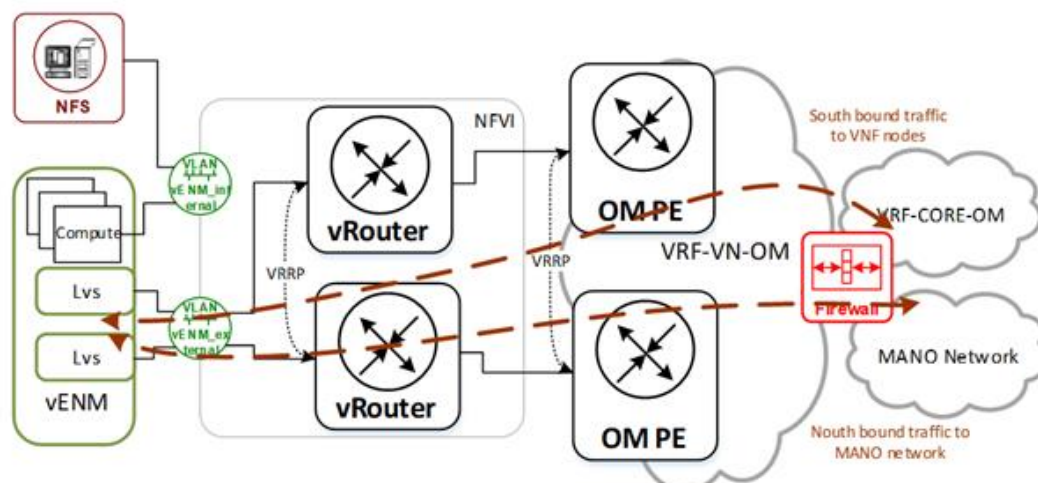 NFS
VLAN
vENM_int
ernal
Compute
Lvs
VLAN
vENM_ex
ternal
Lvs
vENM
NFVI
vRouter
VRRP
vRouter
OM PE
VRRP
OM PE
VRF-VN-OM
South bound traffic
to VNF nodes
VRF-CORE-OM
Firewall
MANO Network
Nouth bound traffic to
MANO network